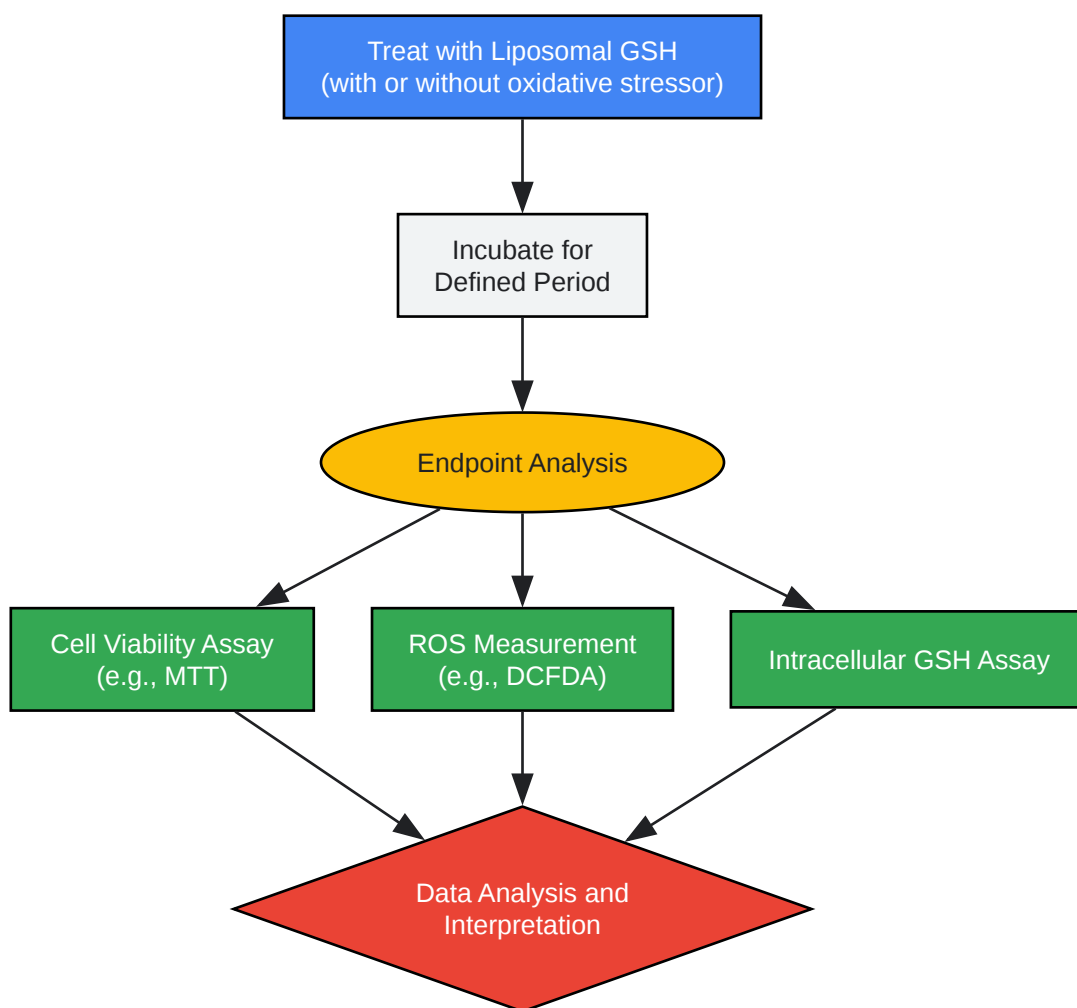 Treat with Liposomal GSH
(with or without oxidative stressor)
Incubate for
Defined Period
Endpoint Analysis
Cell Viability Assay
(e.g., MTT)
ROS Measurement
(e.g., DCFDA)
Intracellular GSH Assay
Data Analysis and
Interpretation